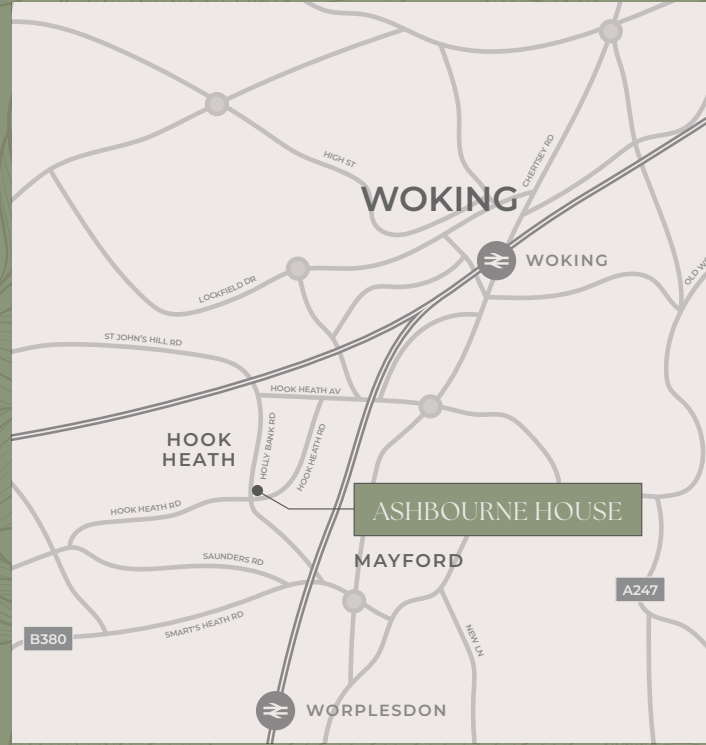 HIGH ST
CHERTSEY RD
WOKING
WOKING
LOCKFIELD DR
ST JOHN'S HILL RD
HOOK HEATH AV
HOOK
HEATH
HOLLY BANK RD
HOOK HEATH RD
HOOK HEATH RD
ASHBOURNE HOUSE
SAUNDERS RD
MAYFORD
A247
SMART'S HEATH RD
B380
NEW LN
WORPLESDON